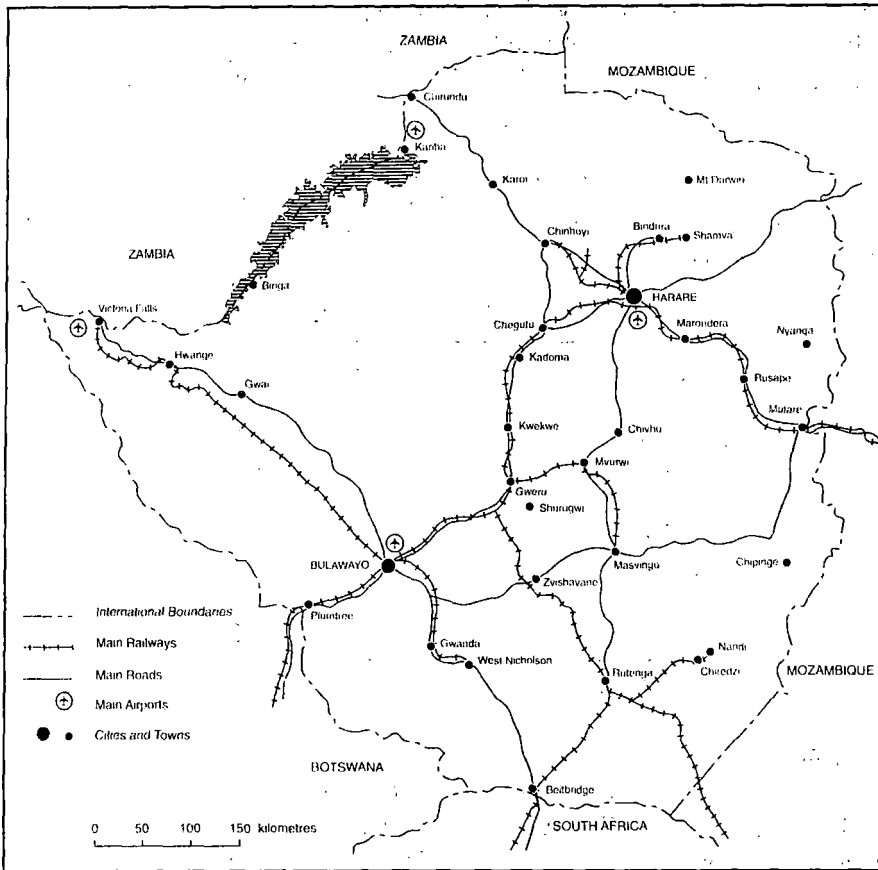 ZAMBIA
MOZAMBIQUE
Chirundu
Kariba
Karoi
Mt Darwin
Chinhoyi
Bindura
Shamva
ZAMBIA
Binga
HARARE
Victoria Falls
Chegutu
Marondera
Nyanga
Hwange
Kadoma
Gwai
Rusape
Mutare
Kwekwe
Chivhu
Mvurwi
Gweru
Shurugwi
BULAWAYO
Masvingo
Chipinge
Zvishavane
International Boundaries
Plumtree
Main Railways
Gwanda
West Nicholson
Nandi
Chiredzi
MOZAMBIQUE
Main Roads
Rutenga
Main Airports
Cities and Towns
BOTSWANA
Beitbridge
SOUTH AFRICA
0 50 100 150 kilometres